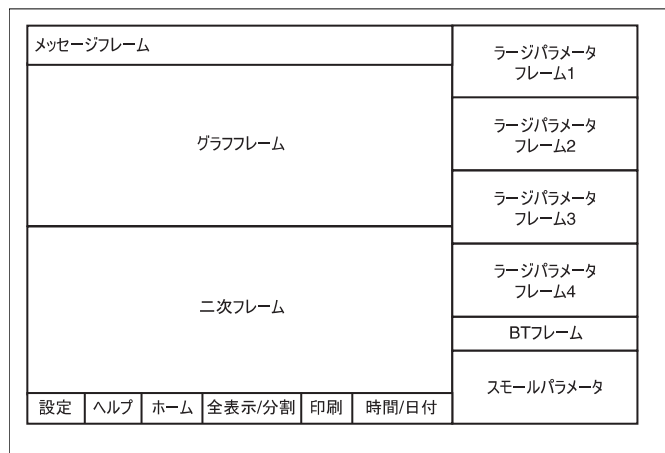 メッセージフレーム
グラフフレーム
二次フレーム
設定
ヘルプ
ホーム
全表示/分割
印刷
時間/日付
ラージパラメータ
フレーム1
ラージパラメータ
フレーム2
ラージパラメータ
フレーム3
ラージパラメータ
フレーム4
BTフレーム
スモールパラメータ